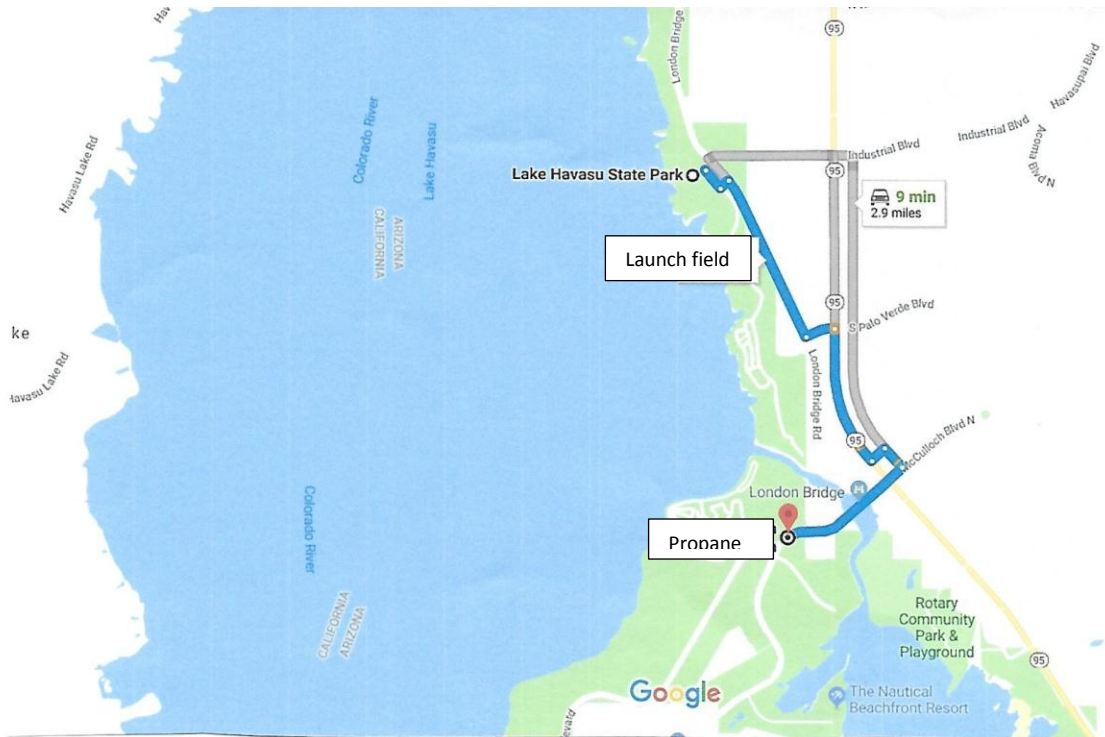 Hav
London Bridge
95
Havasupai Blvd
Industrial Blvd
Acoma Blvd N
Industrial Blvd
95
Havasu Lake Rd
Colorado River
Lake Havasu
Lake Havasu State Park
9 min
2.9 miles
CALIFORNIA
ARIZONA
Launch field
95
S Palo Verde Blvd
ke
Havasu Lake Rd
London Bridge Rd
95
McCulloch Blvd N
London Bridge
Colorado River
Propane
CALIFORNIA
ARIZONA
Rotary
Community
Park &
Playground
95
Google
The Nautical
Beachfront Resort
evard